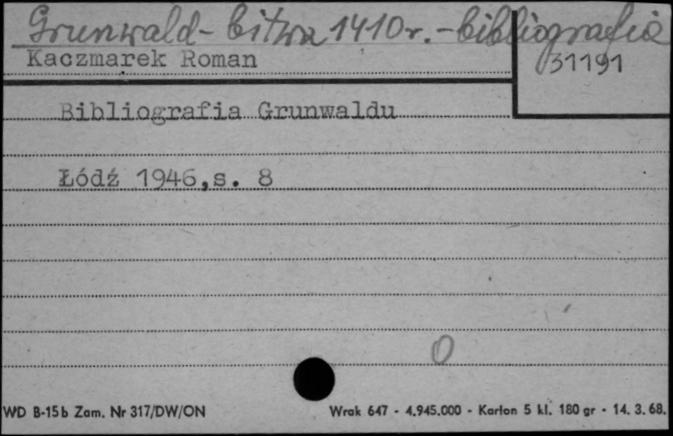 Grunwald - bitwa 1410 r. - bibliografia
Kaczmarek Roman
31191
Bibliografia Grunwaldu
Łódź 1946,s. 8
0
WD B-15b Zam. Nr 317/DW/ON Wrak 647 - 4.945.000 - Karton 5 kl. 180 gr - 14. 3. 68.